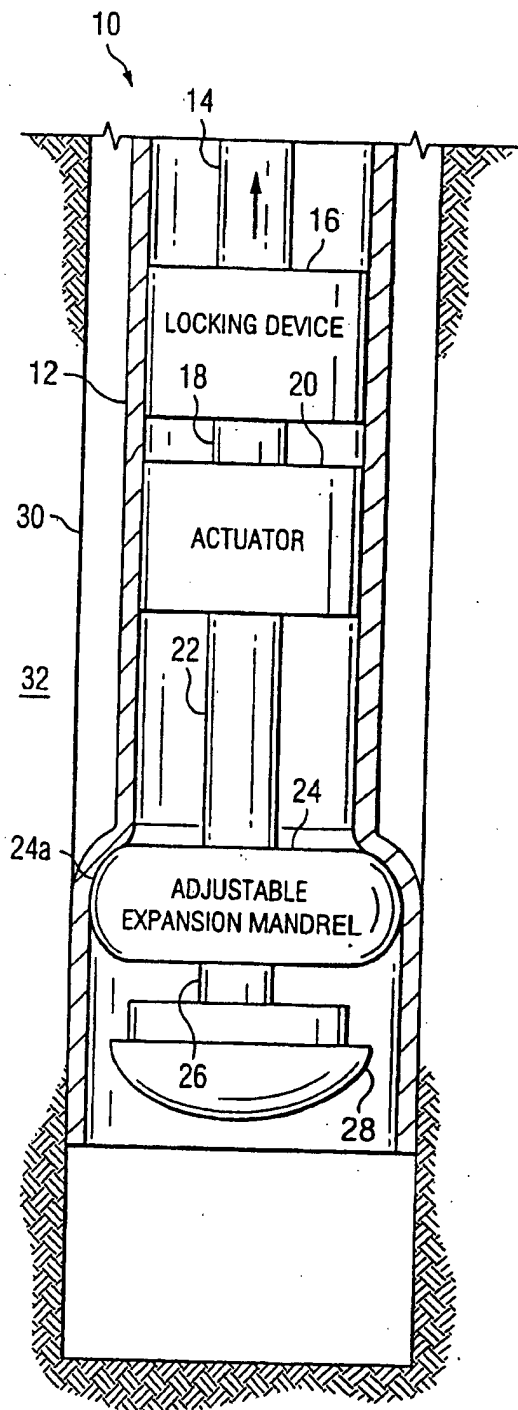 10
14
16
LOCKING DEVICE
12
18
20
30
ACTUATOR
22
32
24
24a
ADJUSTABLE
EXPANSION MANDREL
26
28